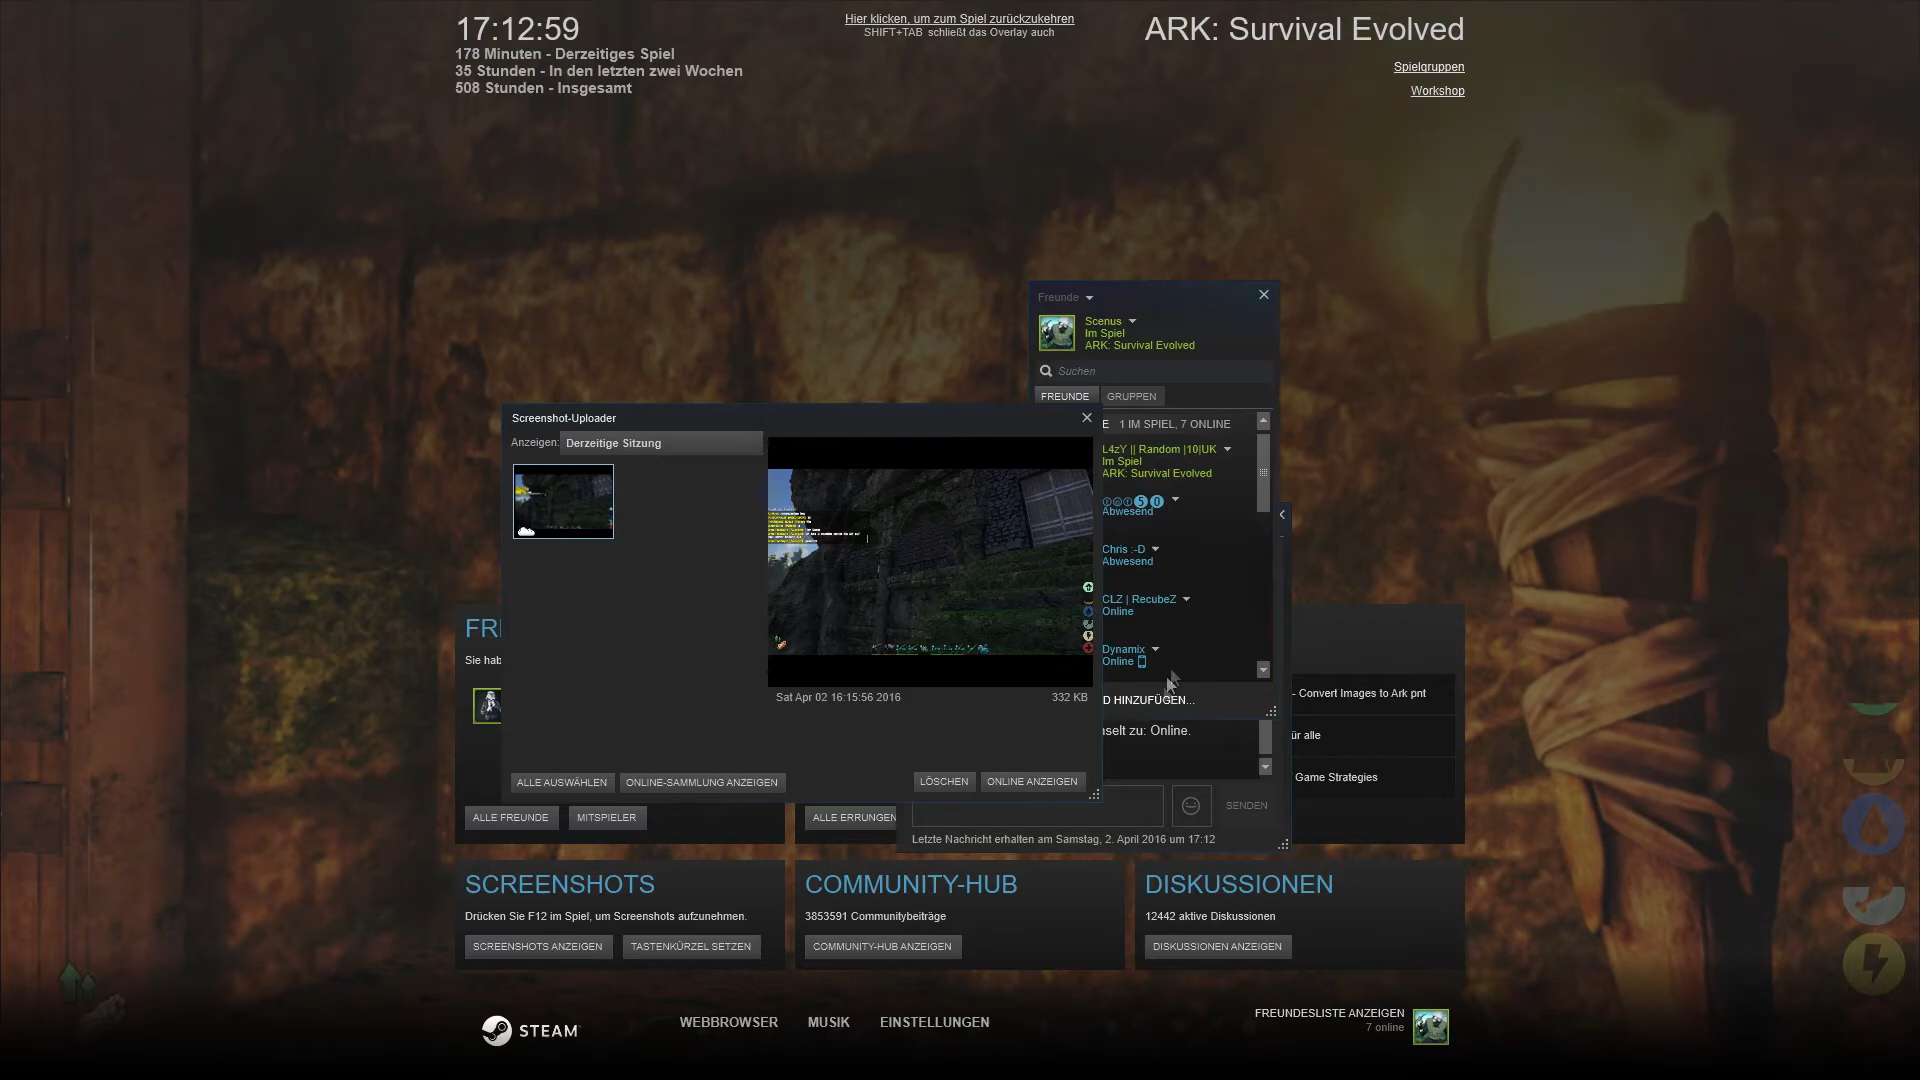 17:12:59
178 Minuten - Derzeitiges Spiel
35 Stunden - In den letzten zwei Wochen
508 Stunden - Insgesamt
Hier klicken, um zum Spiel zurückzukehren
SHIFT+TAB schließt das Overlay auch
ARK: Survival Evolved
Spielgruppen
Workshop
Freunde
Scenus
Im Spiel
ARK: Survival Evolved
Suchen
FREUNDE GRUPPEN
E 1 IM SPIEL, 7 ONLINE
L4zY || Random |10|UK
Im Spiel
ARK: Survival Evolved
50
Abwesend
Chris :-D
Abwesend
CLZ | RecubeZ
Online
Dynamix
Online
D HINZUFÜGEN...
Screenshot-Uploader
Anzeigen: Derzeitige Sitzung
Sat Apr 02 16:15:56 2016 332 KB
ALLE AUSWÄHLEN ONLINE-SAMMLUNG ANZEIGEN LÖSCHEN ONLINE ANZEIGEN
selt zu: Online.
SENDEN
Letzte Nachricht erhalten am Samstag, 2. April 2016 um 17:12
FRE
Sie hab
ALLE FREUNDE MITSPIELER
ALLE ERRUNGEN
- Convert Images to Ark pnt
ür alle
Game Strategies
SCREENSHOTS
Drücken Sie F12 im Spiel, um Screenshots aufzunehmen.
SCREENSHOTS ANZEIGEN TASTENKÜRZEL SETZEN
COMMUNITY-HUB
3853591 Communitybeiträge
COMMUNITY-HUB ANZEIGEN
DISKUSSIONEN
12442 aktive Diskussionen
DISKUSSIONEN ANZEIGEN
STEAM
WEBBROWSER MUSIK EINSTELLUNGEN
FREUNDESLISTE ANZEIGEN
7 online